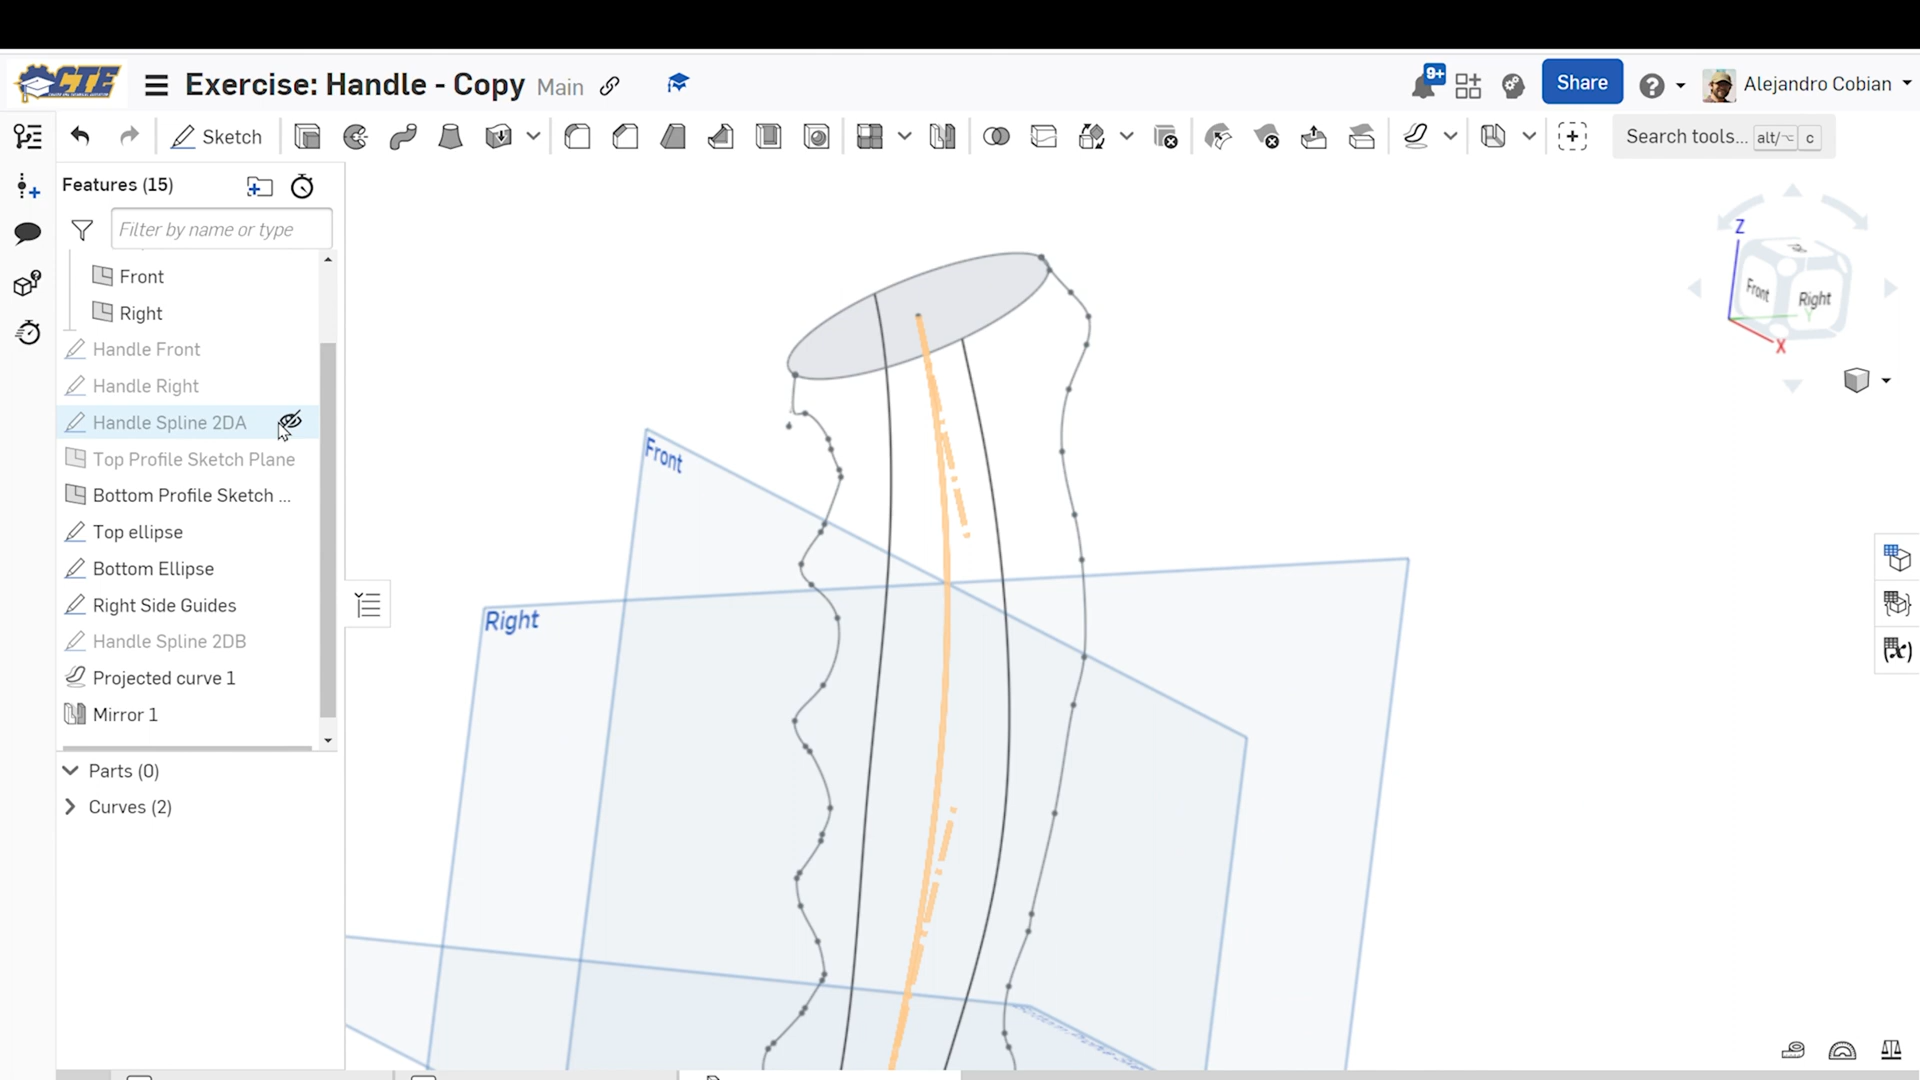 CTE
Exercise: Handle - Copy Main
9+
Share
Alejandro Cobian
Sketch
Search tools... alt/⌥ c
Features (15)
Filter by name or type
Front
Right
Handle Front
Handle Right
Handle Spline 2DA
Top Profile Sketch Plane
Bottom Profile Sketch ...
Top ellipse
Bottom Ellipse
Right Side Guides
Handle Spline 2DB
Projected curve 1
Mirror 1
Parts (0)
Curves (2)
Front
Right
Z
Front
Right
Y
X
(x)